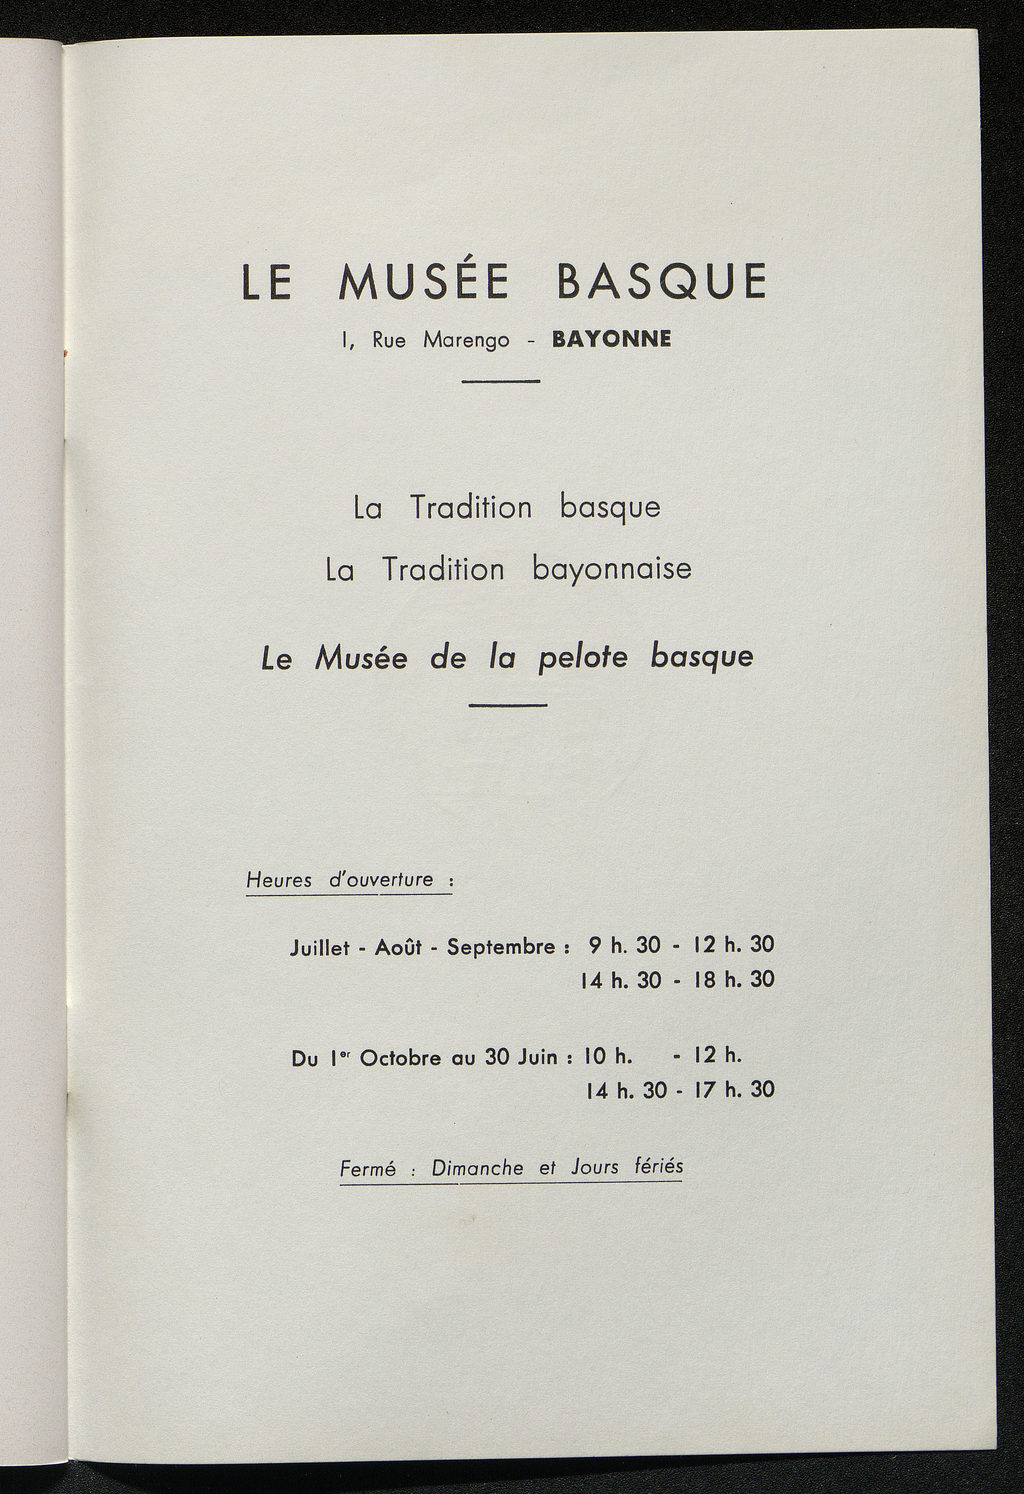 LE MUSÉE BASQUE
1, Rue Marengo - BAYONNE
La Tradition basque
La Tradition bayonnaise
Le Musée de la pelote basque
Heures d'ouverture :
Juillet - Août - Septembre : 9 h. 30 - 12 h. 30
14 h. 30 - 18 h. 30
Du 1er Octobre au 30 Juin : 10 h. - 12 h.
14 h. 30 - 17 h. 30
Fermé : Dimanche et Jours fériés